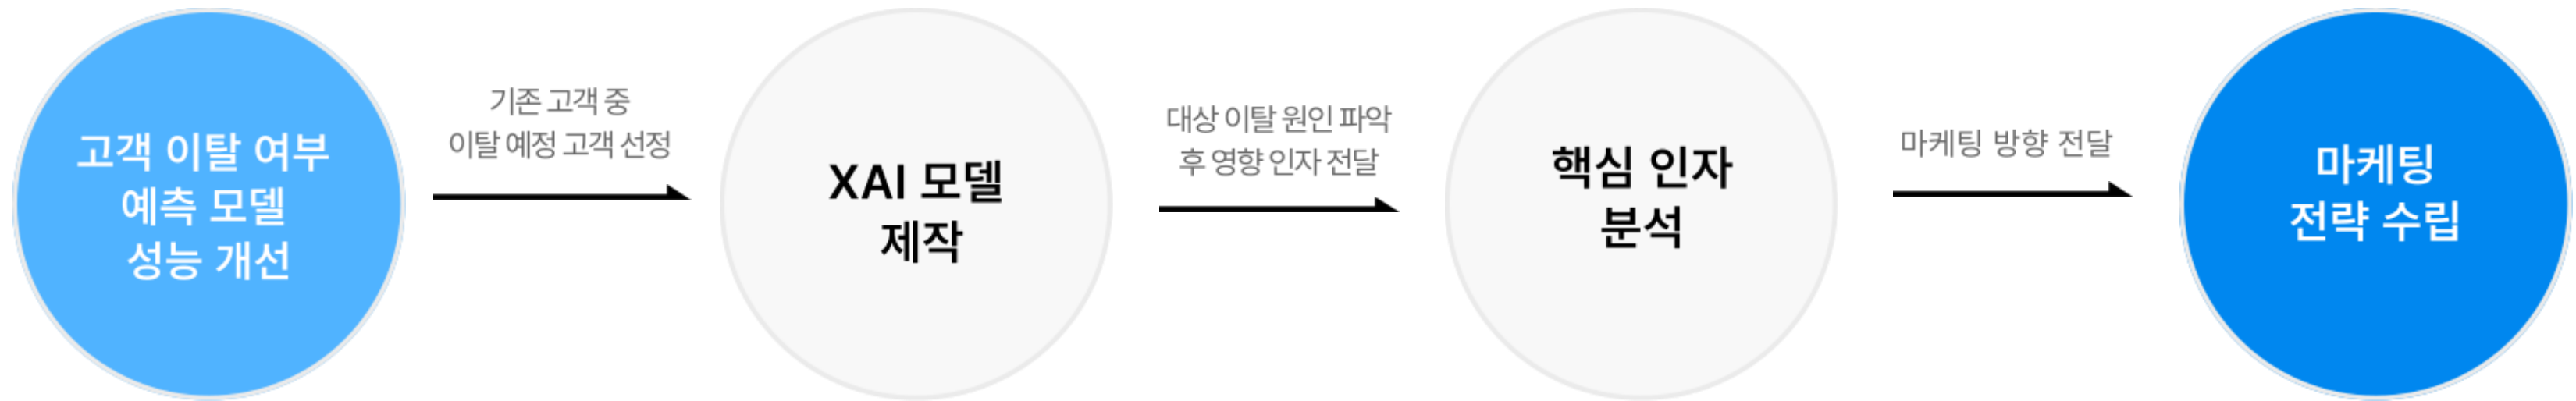 고객 이탈 여부
예측 모델
성능 개선
기존 고객 중
이탈 예정 고객 선정
XAI 모델
제작
대상 이탈 원인 파악
후 영향 인자 전달
핵심 인자
분석
마케팅 방향 전달
마케팅
전략 수립